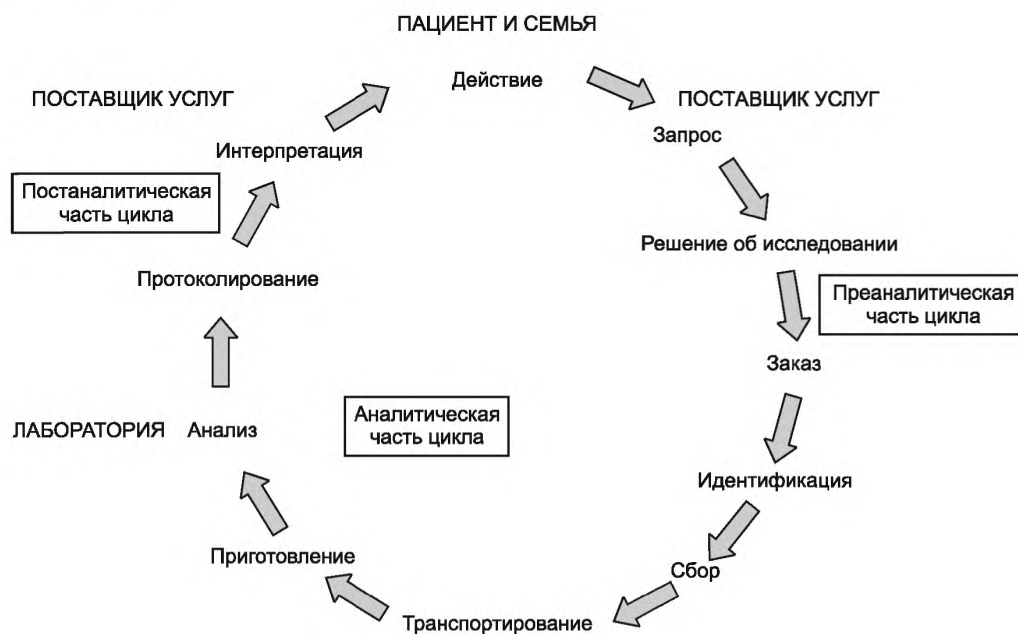 ПАЦИЕНТ И СЕМЬЯ
Действие
ПОСТАВЩИК УСЛУГ
ПОСТАВЩИК УСЛУГ
Запрос
Интерпретация
Постаналитическая
часть цикла
Решение об исследовании
Протоколирование
Преаналитическая
часть цикла
Заказ
Аналитическая
часть цикла
ЛАБОРАТОРИЯ Анализ
Идентификация
Приготовление
Сбор
Транспортирование